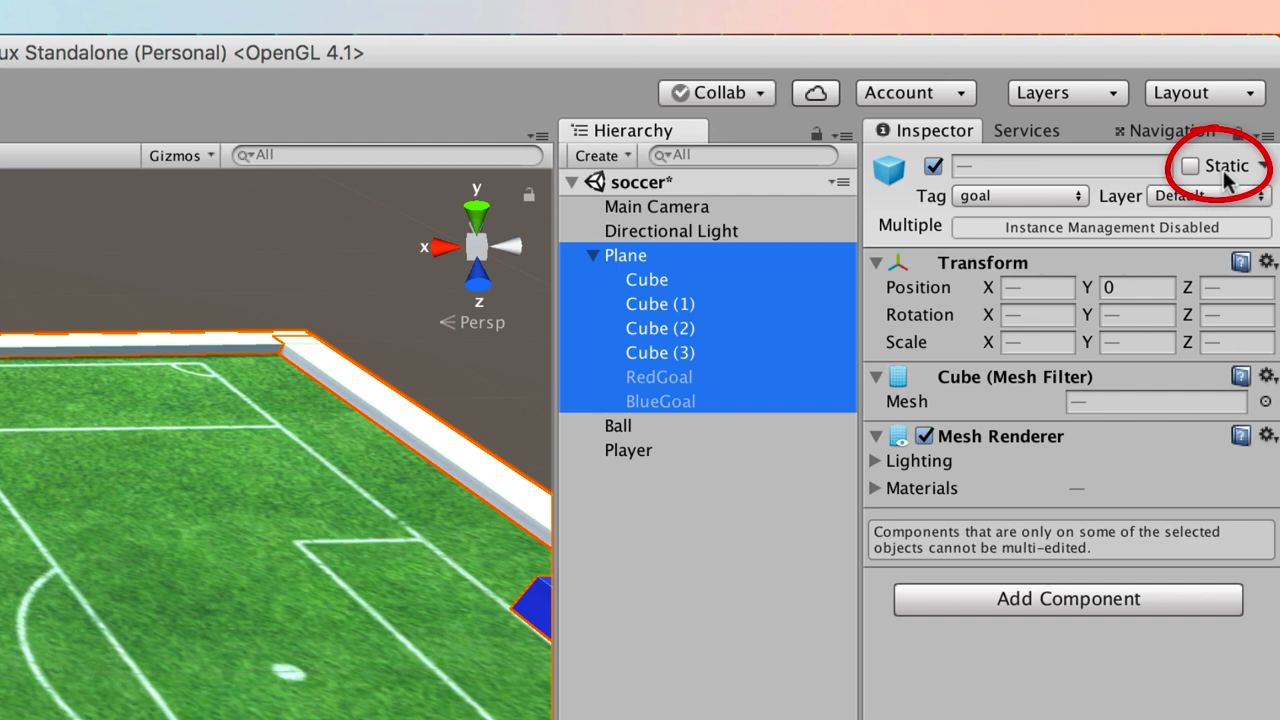 ux Standalone (Personal) <OpenGL 4.1>
Collab Account Layers Layout
Hierarchy Inspector Services Navigation
Gizmos All Create All Static
soccer*
Tag goal Layer Default
Main Camera
Directional Light
Multiple Instance Management Disabled
Plane
Transform
Cube
Position X — Y 0 Z —
Cube (1)
Rotation X — Y — Z —
Cube (2)
Scale X — Y — Z —
Cube (3)
RedGoal
Cube (Mesh Filter)
BlueGoal
Mesh —
Ball
Mesh Renderer
Player
Lighting
Materials —
Components that are only on some of the selected
objects cannot be multi-edited.
Add Component
y
x
z
Persp